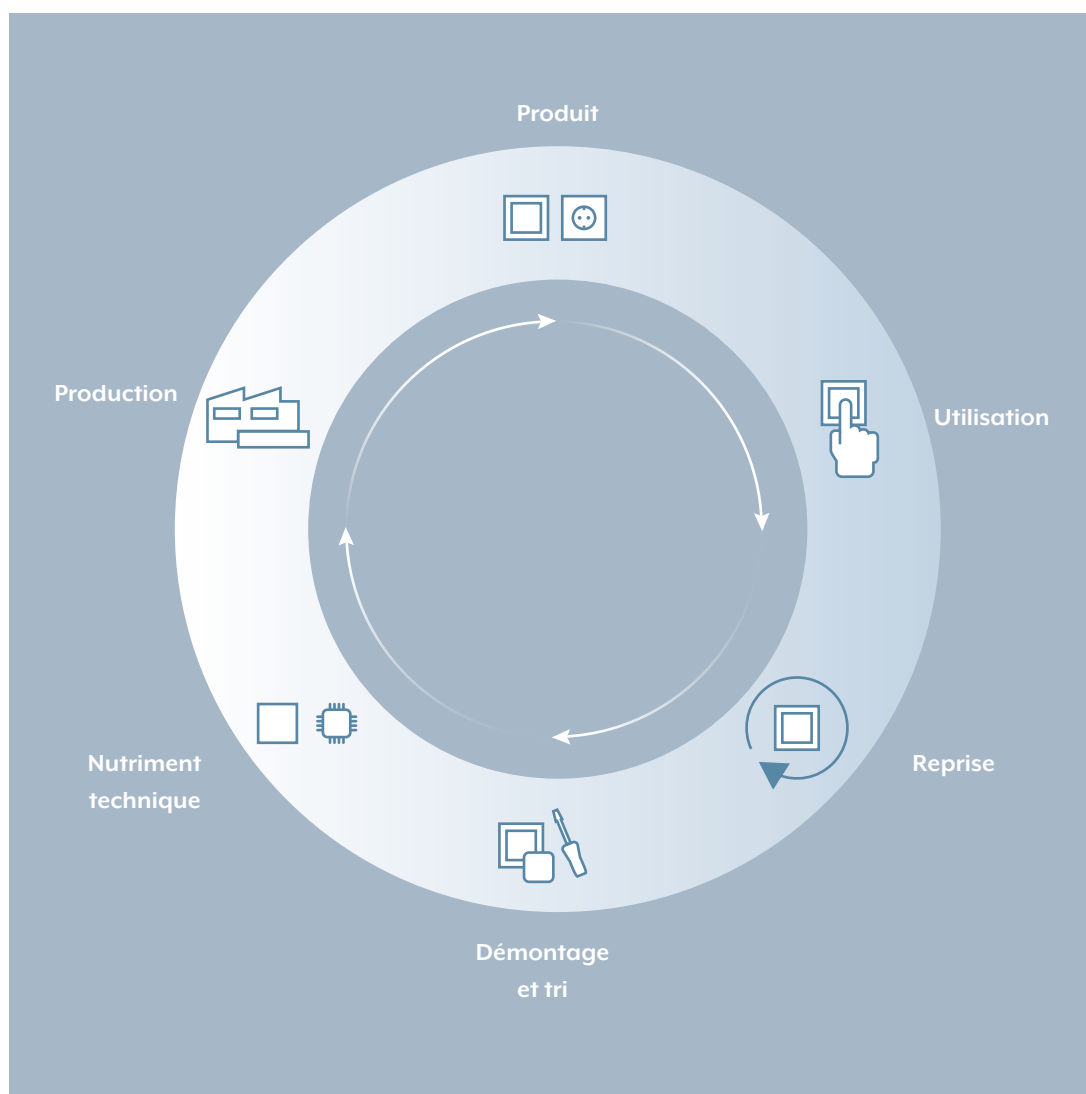 Produit
Production
Utilisation
Nutriment
technique
Reprise
Démontage
et tri